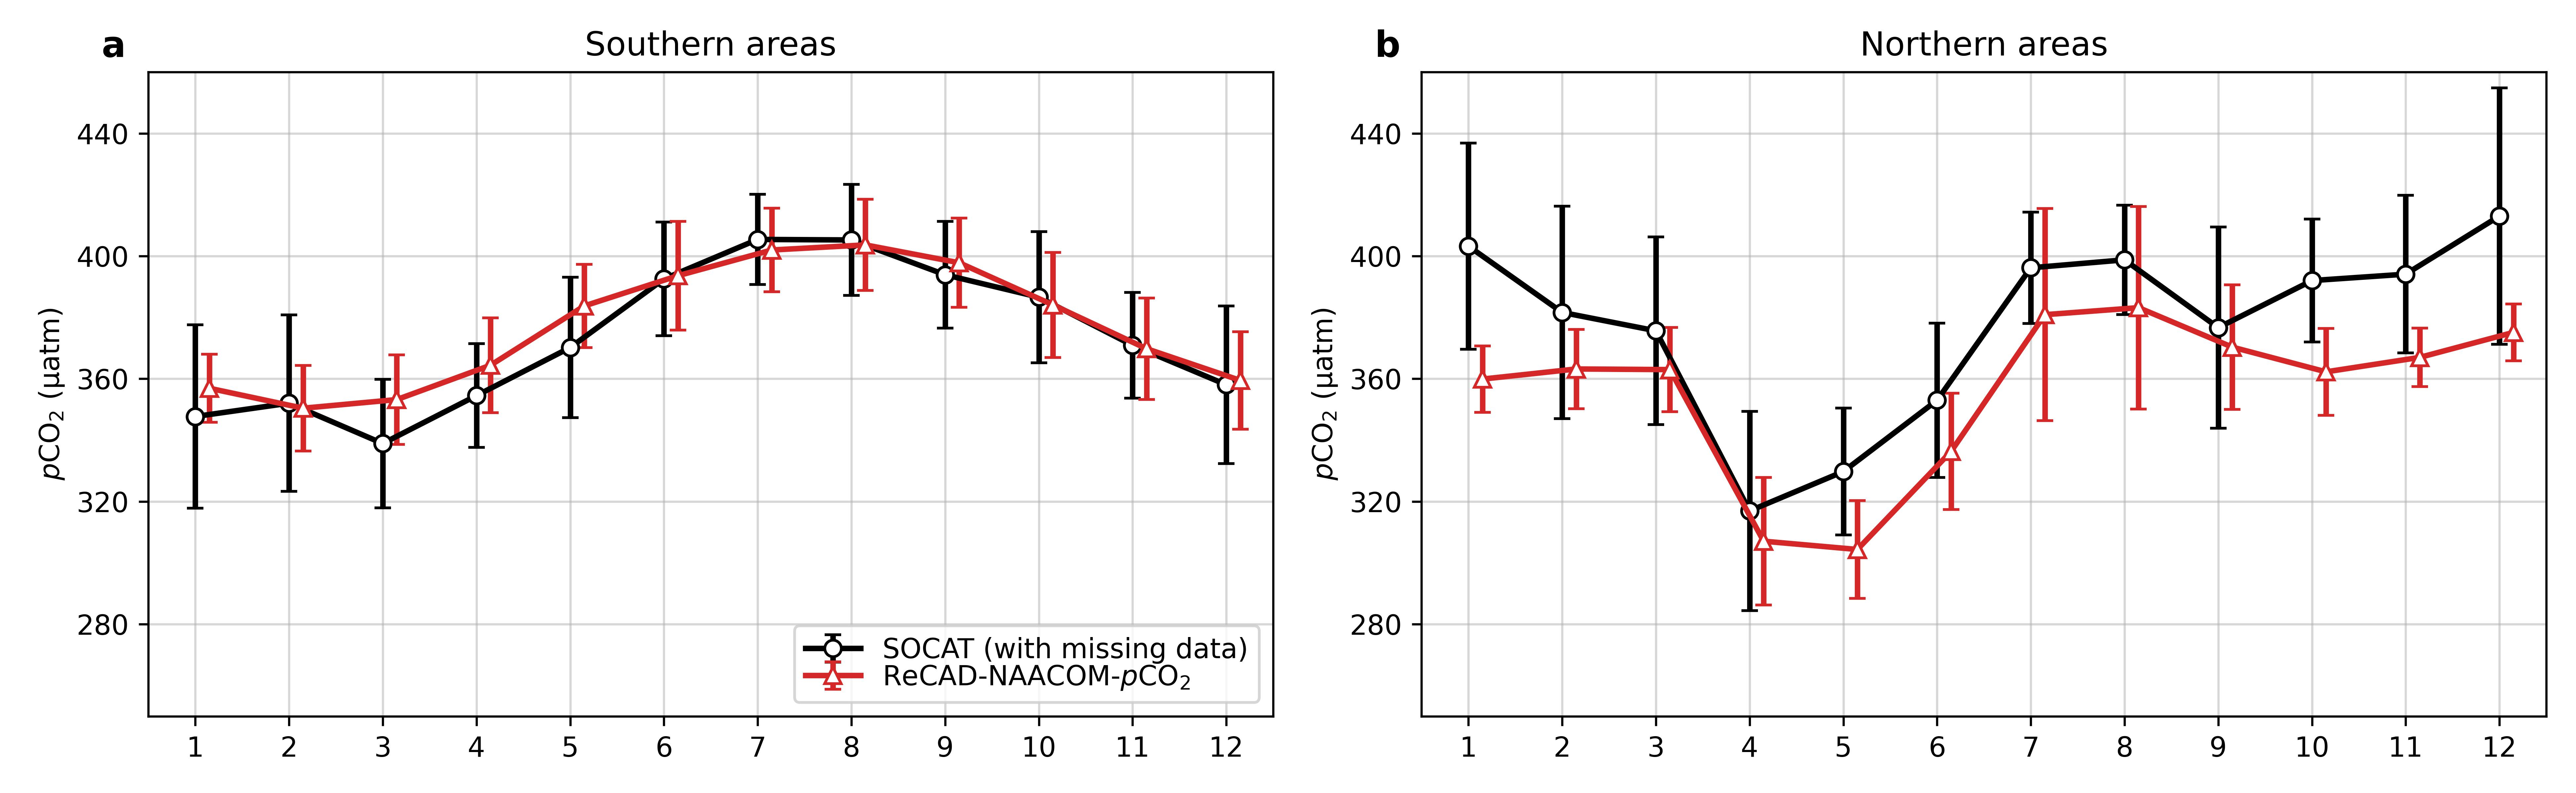 a
Southern areas
440
400
360
320
280
pCO₂ (µatm)
1 2 3 4 5 6 7 8 9 10 11 12
SOCAT (with missing data)
ReCAD-NAACOM-pCO₂
b
Northern areas
440
400
360
320
280
pCO₂ (µatm)
1 2 3 4 5 6 7 8 9 10 11 12